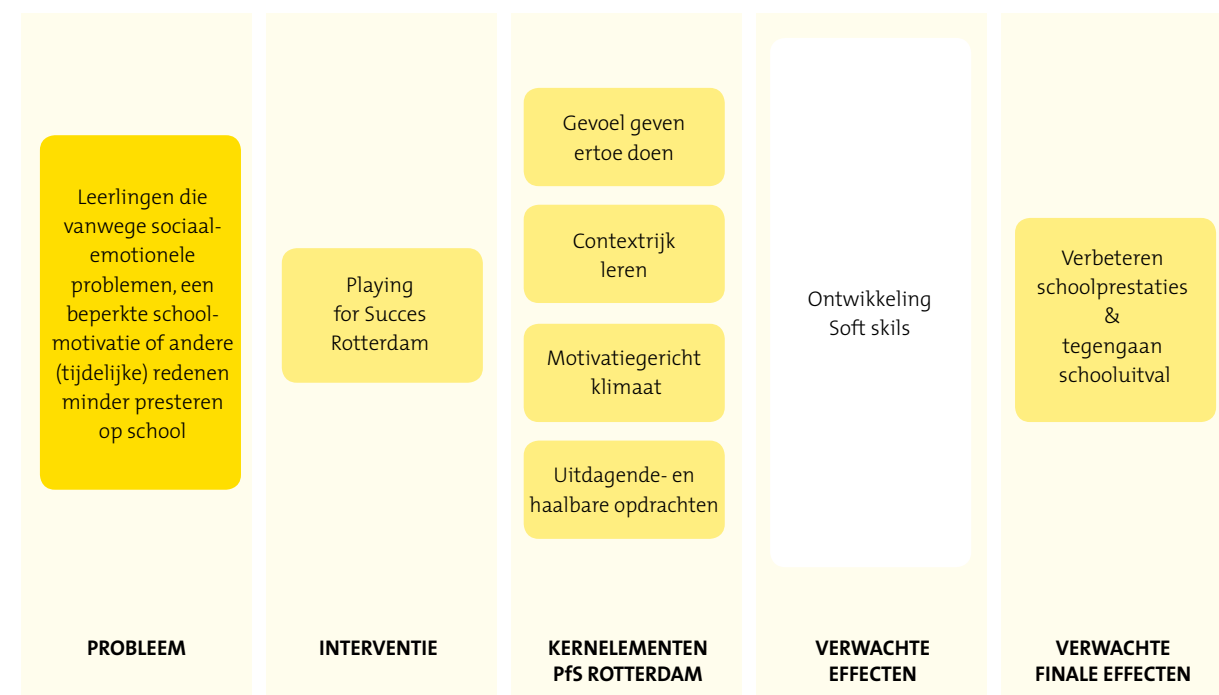 Leerlingen die
vanwege sociaal-
emotionele
problemen, een
beperkte school-
motivatie of andere
(tijdelijke) redenen
minder presteren
op school
PROBLEEM
Playing
for Succes
Rotterdam
INTERVENTIE
Gevoel geven
ertoe doen
Contextrijk
leren
Motivatiegericht
klimaat
Uitdagende- en
haalbare opdrachten
KERNELEMENTEN
PfS ROTTERDAM
Ontwikkeling
Soft skils
VERWACHTE
EFFECTEN
Verbeteren
schoolprestaties
&
tegengaan
schooluitval
VERWACHTE
FINALE EFFECTEN